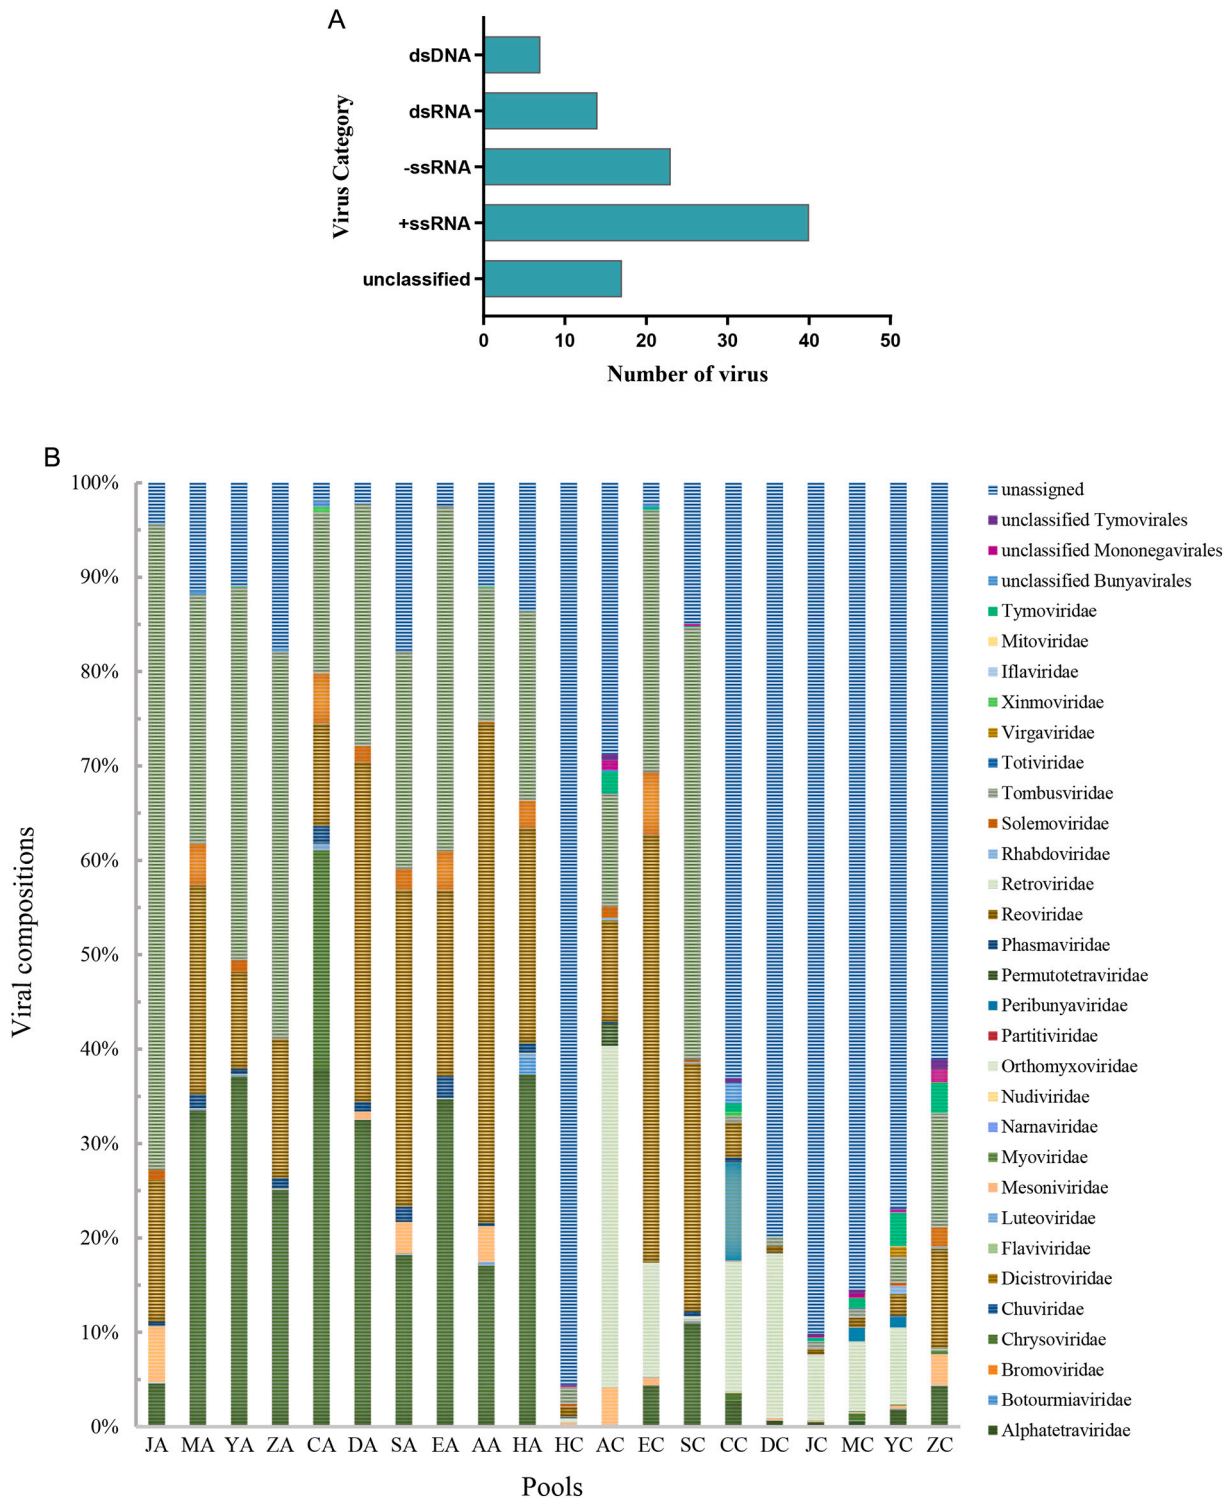 A
Virus Category
dsDNA
dsRNA
-ssRNA
+ssRNA
unclassified
0 10 20 30 40 50
Number of virus
B
Viral compositions
100%
90%
80%
70%
60%
50%
40%
30%
20%
10%
0%
JA MA YA ZA CA DA SA EA AA HA HC AC EC SC CC DC JC MC YC ZC
Pools
unassigned
unclassified Tymovirales
unclassified Mononegavirales
unclassified Bunyavirales
Tymoviridae
Mitoviridae
Iflaviridae
Xinmoviridae
Virgaviridae
Totiviridae
Tombusviridae
Solemoviridae
Rhabdoviridae
Retroviridae
Reoviridae
Phasmaviridae
Permutotetraviridae
Peribunyaviridae
Partitiviridae
Orthomyxoviridae
Nudiviridae
Narnaviridae
Myoviridae
Mesoniviridae
Luteoviridae
Flaviviridae
Dicistroviridae
Chuviridae
Chrysoviridae
Bromoviridae
Botourmiaviridae
Alphatetraviridae